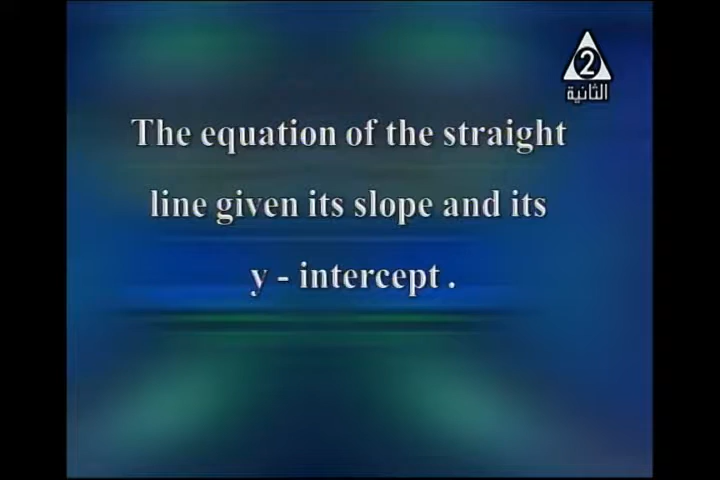 2
الثانية
The equation of the straight
line given its slope and its
y - intercept .